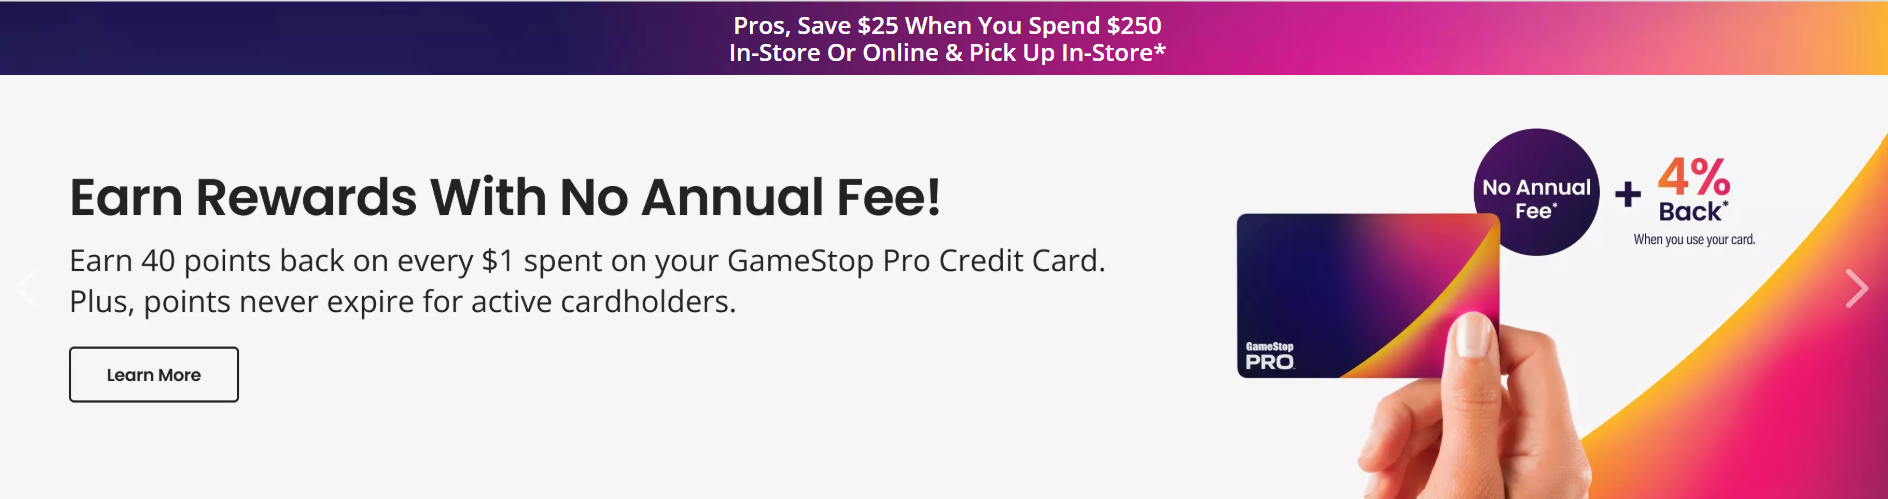 Pros, Save $25 When You Spend $250
In-Store Or Online & Pick Up In-Store*
Earn Rewards With No Annual Fee!
Earn 40 points back on every $1 spent on your GameStop Pro Credit Card.
Plus, points never expire for active cardholders.
Learn More
No Annual
Fee*
+
4%
Back*
When you use your card.
GameStop
PRO